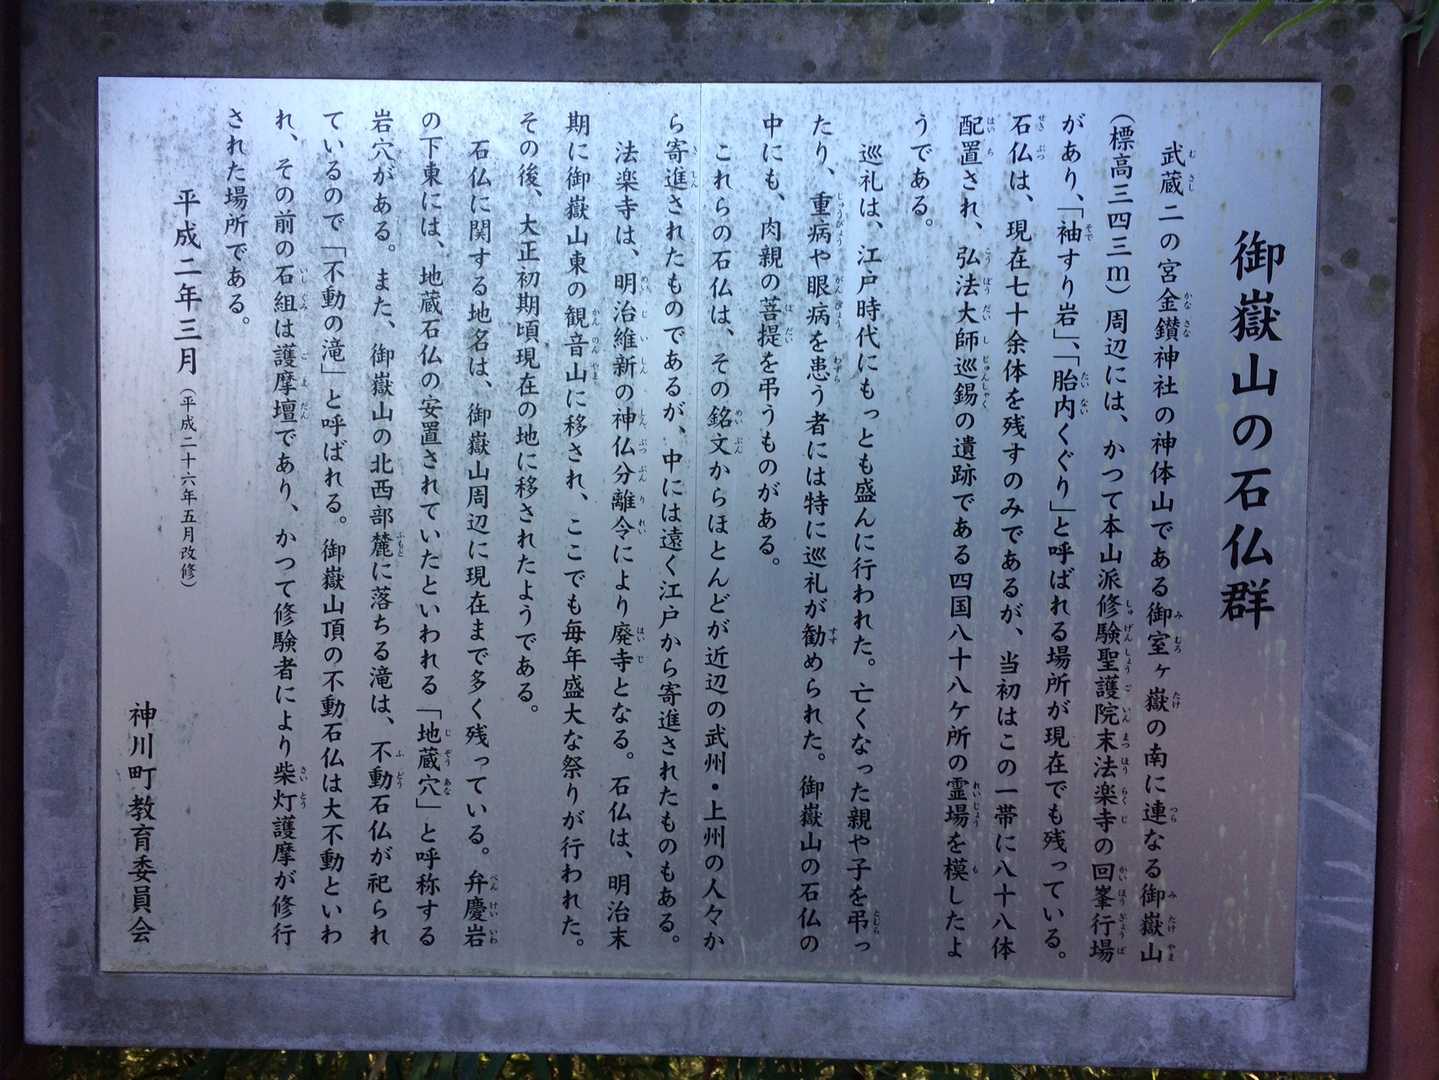 御嶽山の石仏群
武蔵二の宮金鑚神社の神体山である御室ヶ嶽の南に連なる御嶽山
（標高三四三ｍ）周辺には、かつて本山派修験聖護院末法楽寺の回峯行場
があり、「袖すり岩」、「胎内くぐり」と呼ばれる場所が現在でも残っている。
石仏は、現在七十余体を残すのみであるが、当初はこの一帯に八十八体
配置され、弘法大師巡錫の遺跡である四国八十八ケ所の霊場を模したよ
うである。
巡礼は、江戸時代にもっとも盛んに行われた。亡くなった親や子を弔っ
たり、重病や眼病を患う者には特に巡礼が勧められた。御嶽山の石仏の
中にも、肉親の菩提を弔うものがある。
これらの石仏は、その銘文からほとんどが近辺の武州・上州の人々か
ら寄進されたものであるが、中には遠く江戸から寄進されたものもある。
法楽寺は、明治維新の神仏分離令により廃寺となる。石仏は、明治末
期に御嶽山東の観音山に移され、ここでも毎年盛大な祭りが行われた。
その後、大正初期頃現在の地に移されたようである。
石仏に関する地名は、御嶽山周辺に現在まで多く残っている。弁慶岩
の下東には、地蔵石仏の安置されていたといわれる「地蔵穴」と呼称する
岩穴がある。また、御嶽山の北西部麓に落ちる滝は、不動石仏が祀られ
ているので「不動の滝」と呼ばれる。御嶽山頂の不動石仏は大不動といわ
れ、その前の石組は護摩壇であり、かつて修験者により柴灯護摩が修行
された場所である。
平成二年三月（平成二十六年五月改修）
神川町教育委員会